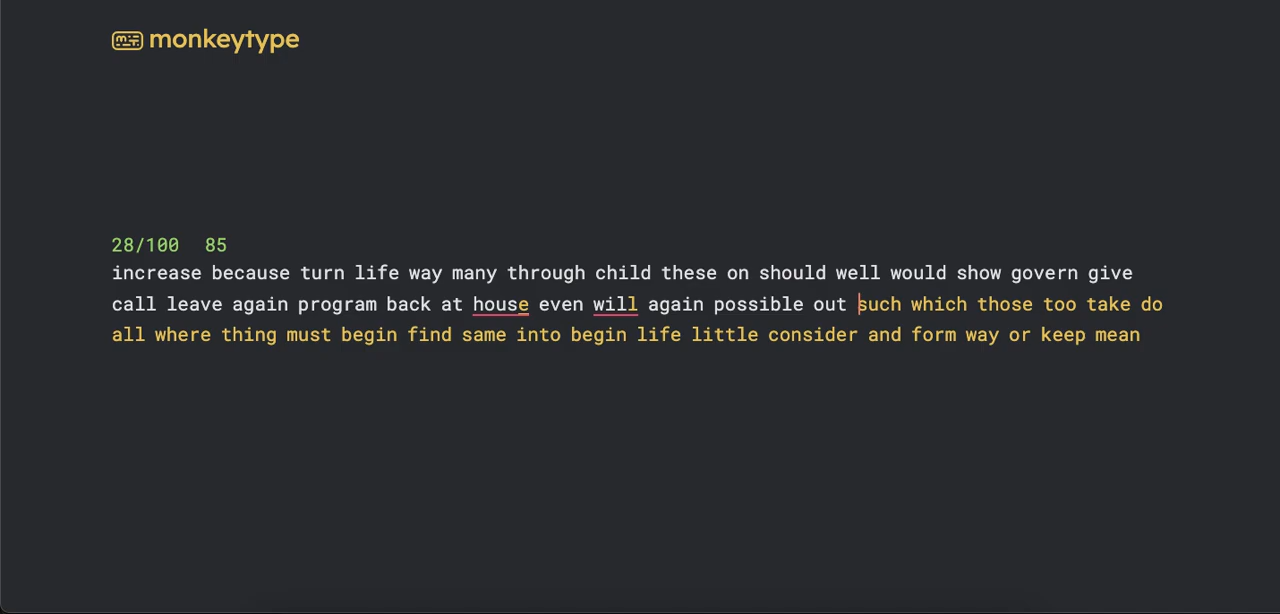 monkeytype
28/100 85
increase because turn life way many through child these on should well would show govern give
call leave again program back at house even will again possible out such which those too take do
all where thing must begin find same into begin life little consider and form way or keep mean